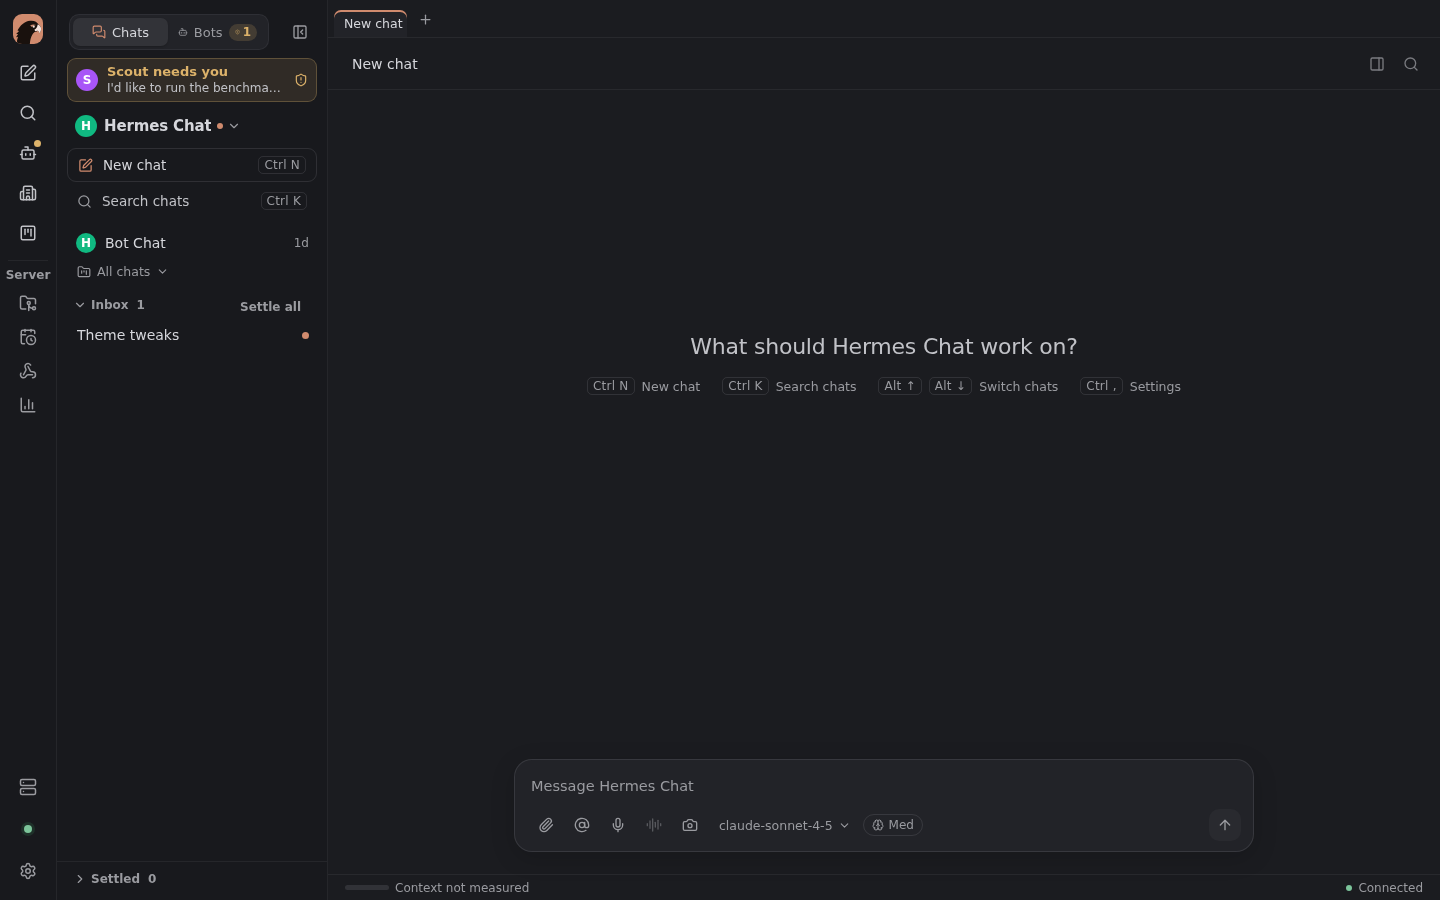 Chats
Bots
1
Scout needs you
I'd like to run the benchma…
Hermes Chat
New chat
Ctrl N
Search chats
Ctrl K
Bot Chat
1d
All chats
Inbox 1
Settle all
Theme tweaks
Server
Settled 0
New chat
New chat
What should Hermes Chat work on?
Ctrl N New chat Ctrl K Search chats Alt ↑ Alt ↓ Switch chats Ctrl , Settings
Message Hermes Chat
claude-sonnet-4-5
Med
Context not measured
Connected
H
S
H